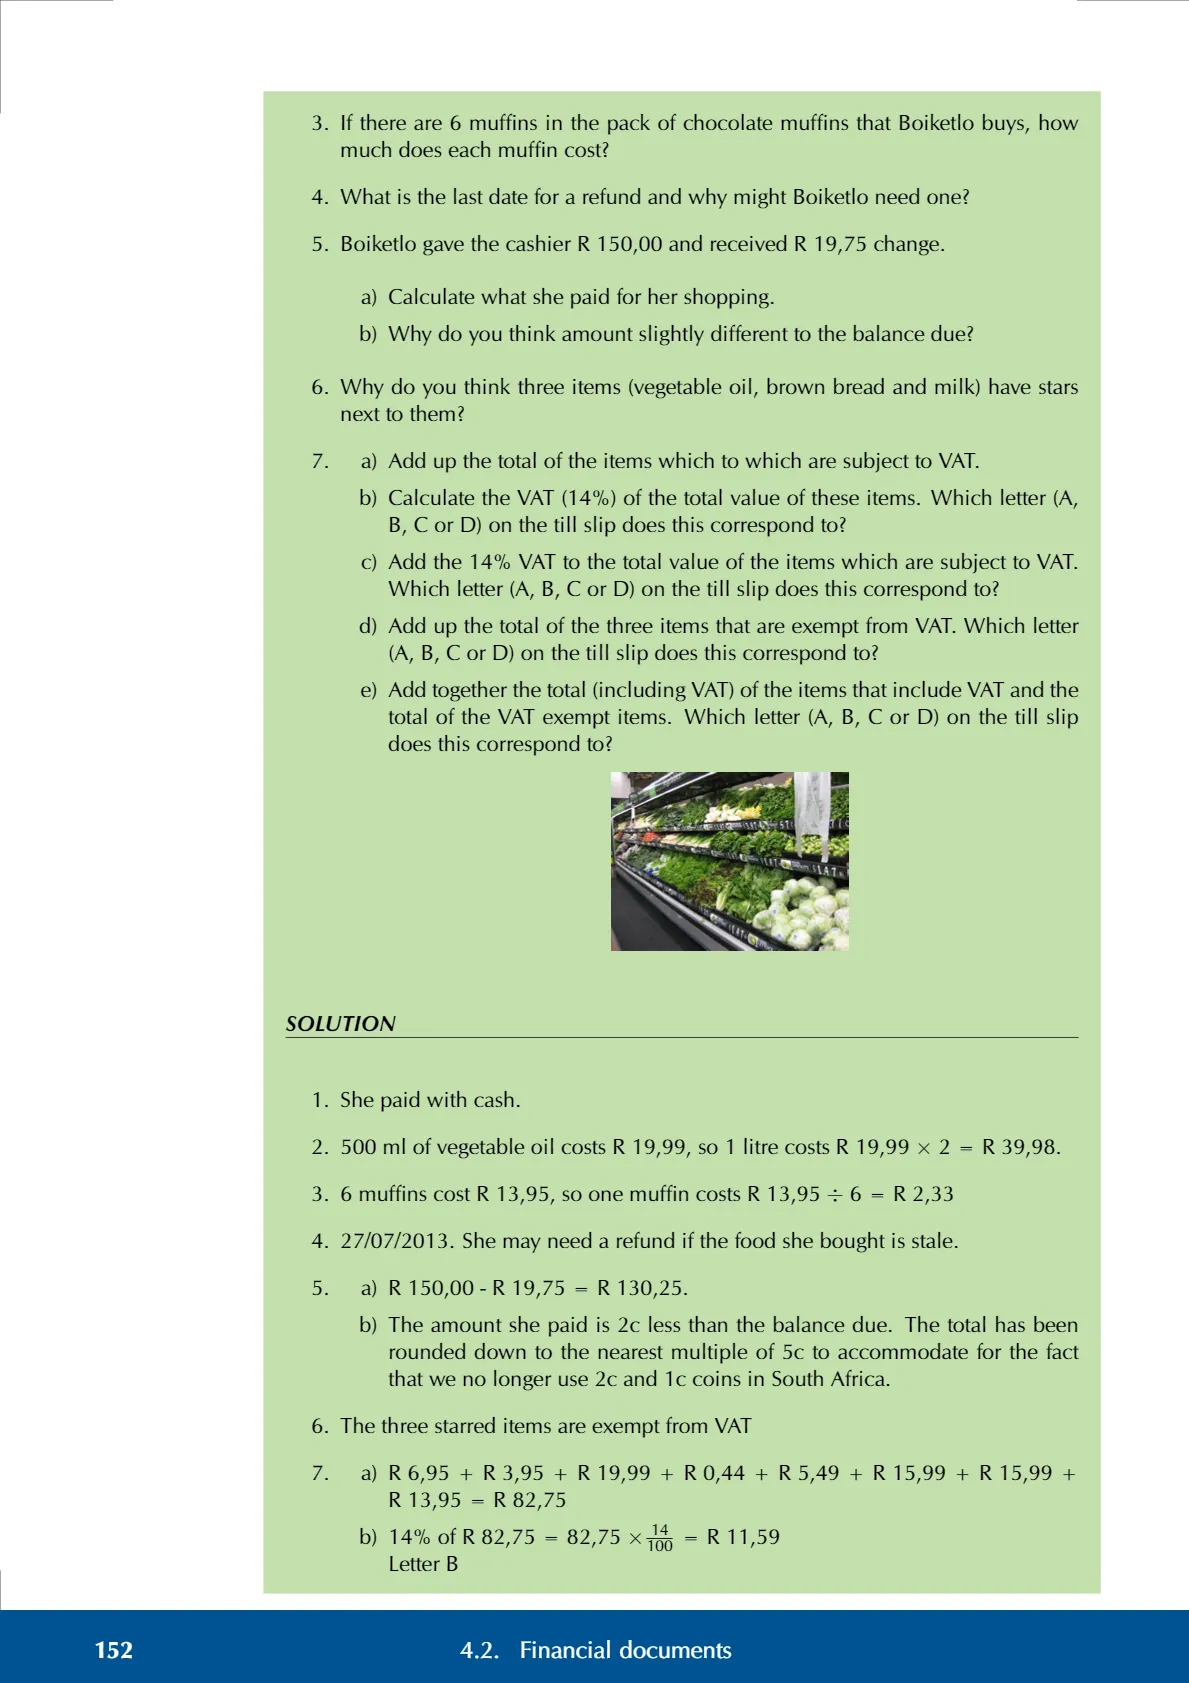 3. If there are 6 muffins in the pack of chocolate muffins that Boiketlo buys, how
much does each muffin cost?
4. What is the last date for a refund and why might Boiketlo need one?
5. Boiketlo gave the cashier R 150,00 and received R 19,75 change.
a) Calculate what she paid for her shopping.
b) Why do you think amount slightly different to the balance due?
6. Why do you think three items (vegetable oil, brown bread and milk) have stars
next to them?
7. a) Add up the total of the items which to which are subject to VAT.
b) Calculate the VAT (14%) of the total value of these items. Which letter (A,
B, C or D) on the till slip does this correspond to?
c) Add the 14% VAT to the total value of the items which are subject to VAT.
Which letter (A, B, C or D) on the till slip does this correspond to?
d) Add up the total of the three items that are exempt from VAT. Which letter
(A, B, C or D) on the till slip does this correspond to?
e) Add together the total (including VAT) of the items that include VAT and the
total of the VAT exempt items. Which letter (A, B, C or D) on the till slip
does this correspond to?
SOLUTION
1. She paid with cash.
2. 500 ml of vegetable oil costs R 19,99, so 1 litre costs R 19,99 × 2 = R 39,98.
3. 6 muffins cost R 13,95, so one muffin costs R 13,95 ÷ 6 = R 2,33
4. 27/07/2013. She may need a refund if the food she bought is stale.
5. a) R 150,00 - R 19,75 = R 130,25.
b) The amount she paid is 2c less than the balance due. The total has been
rounded down to the nearest multiple of 5c to accommodate for the fact
that we no longer use 2c and 1c coins in South Africa.
6. The three starred items are exempt from VAT
7. a) R 6,95 + R 3,95 + R 19,99 + R 0,44 + R 5,49 + R 15,99 + R 15,99 +
R 13,95 = R 82,75
b) 14% of R 82,75 = 82,75 × 14/100 = R 11,59
Letter B
152 4.2. Financial documents